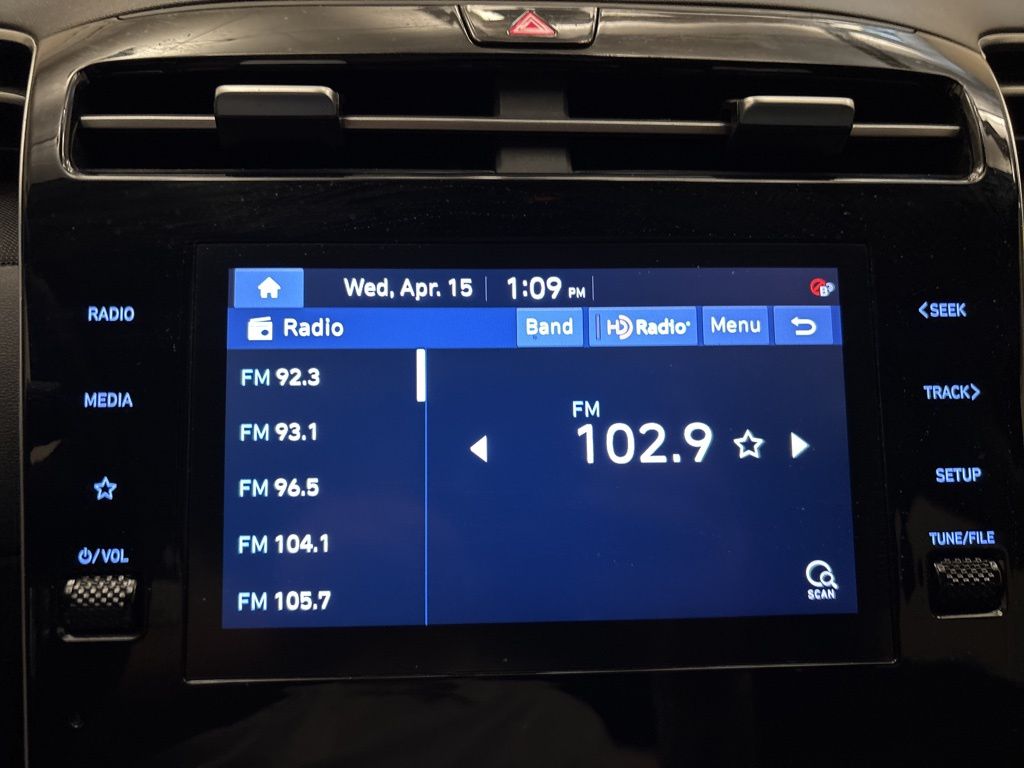 Wed, Apr. 15 1:09 PM
RADIO
Radio Band HD Radio Menu
<SEEK
FM 92.3
MEDIA
TRACK>
FM
102.9
FM 93.1
FM 96.5
SETUP
FM 104.1
⏻/VOL
TUNE/FILE
SCAN
FM 105.7